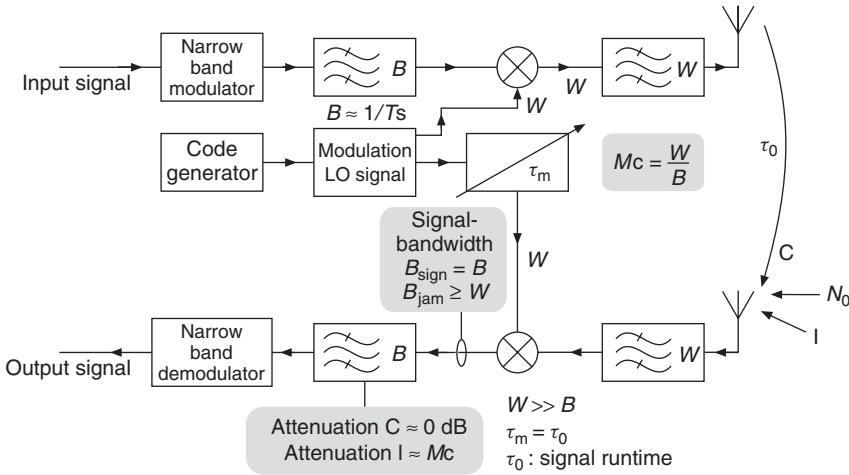 Input signal
Narrow
band
modulator
B
B ≈ 1/Ts
W
W
W
Code
generator
Modulation
LO signal
τm
Mc = W/B
τ0
Signal-
bandwidth
Bsign = B
Bjam ≥ W
W
C
N0
I
Output signal
Narrow
band
demodulator
B
W
Attenuation C ≈ 0 dB
Attenuation I ≈ Mc
W >> B
τm = τ0
τ0 : signal runtime